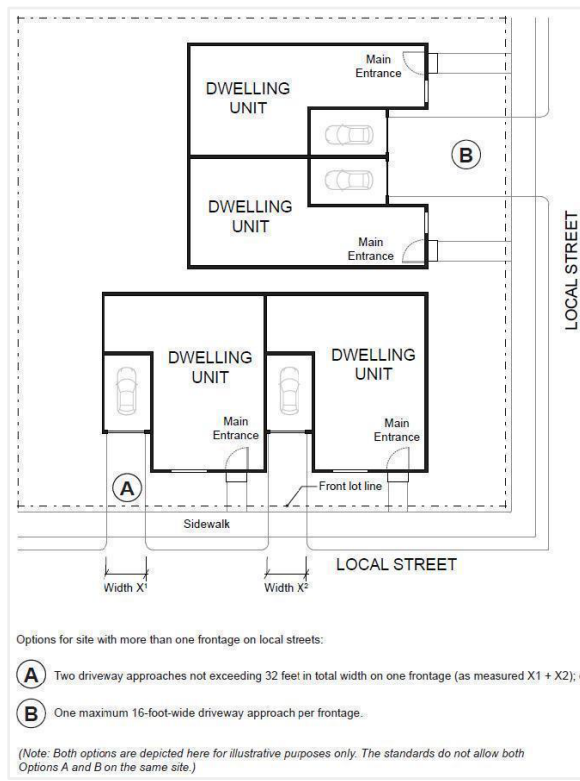 Main
Entrance
DWELLING
UNIT
B
DWELLING
UNIT
Main
Entrance
LOCAL STREET
DWELLING
UNIT
DWELLING
UNIT
Main
Entrance
Main
Entrance
A
Front lot line
Sidewalk
LOCAL STREET
Width X¹
Width X²
Options for site with more than one frontage on local streets:
A Two driveway approaches not exceeding 32 feet in total width on one frontage (as measured X1 + X2);
B One maximum 16-foot-wide driveway approach per frontage.
(Note: Both options are depicted here for illustrative purposes only. The standards do not allow both
Options A and B on the same site.)